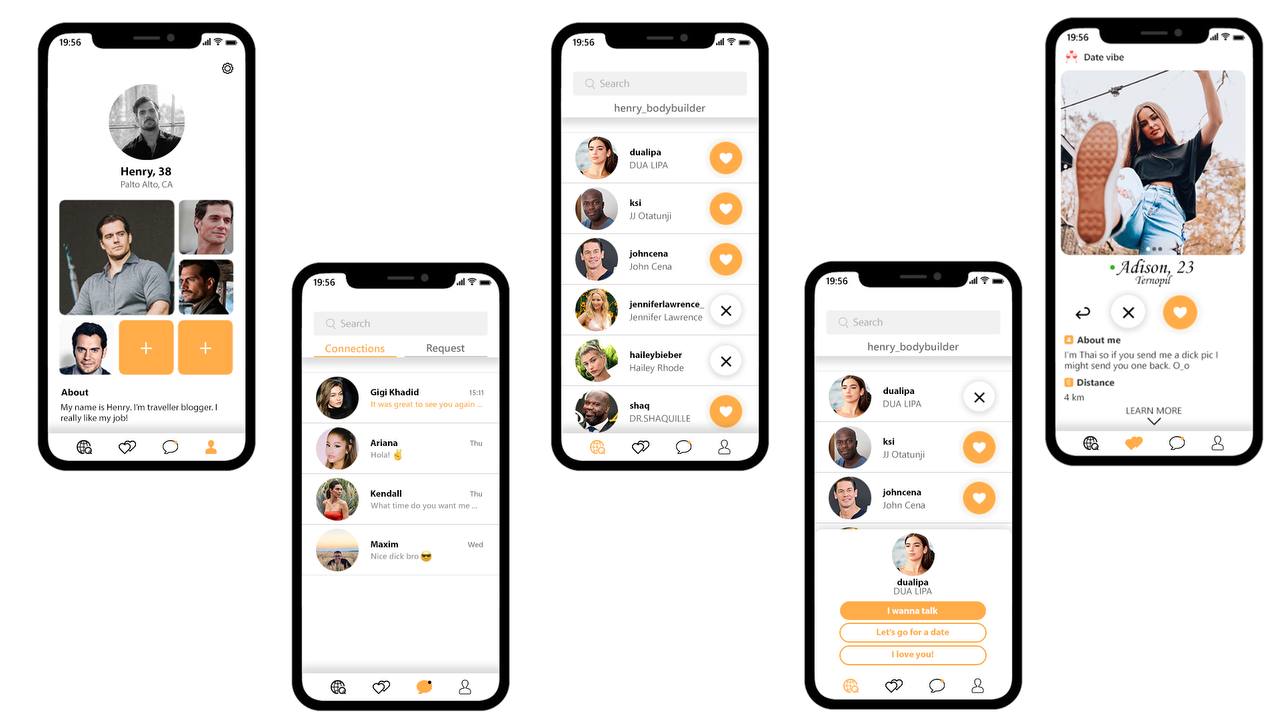 19:56
Henry, 38
Palto Alto, CA
About
My name is Henry. I'm traveller blogger. I
really like my job!
19:56
Search
Connections
Request
Gigi Khadid
15:11
It was great to see you again ...
Ariana
Thu
Hola! ✌
Kendall
Thu
What time do you want me ...
Maxim
Wed
Nice dick bro 😎
19:56
Search
henry_bodybuilder
dualipa
DUA LIPA
ksi
JJ Otatunji
johncena
John Cena
jenniferlawrence_
Jennifer Lawrence
haileybieber
Hailey Rhode
shaq
DR.SHAQUILLE
19:56
Search
henry_bodybuilder
dualipa
DUA LIPA
ksi
JJ Otatunji
johncena
John Cena
dualipa
DUA LIPA
I wanna talk
Let's go for a date
I love you!
19:56
Date vibe
Adison, 23
Ternopil
About me
I'm Thai so if you send me a dick pic I
might send you one back. O_o
Distance
4 km
LEARN MORE